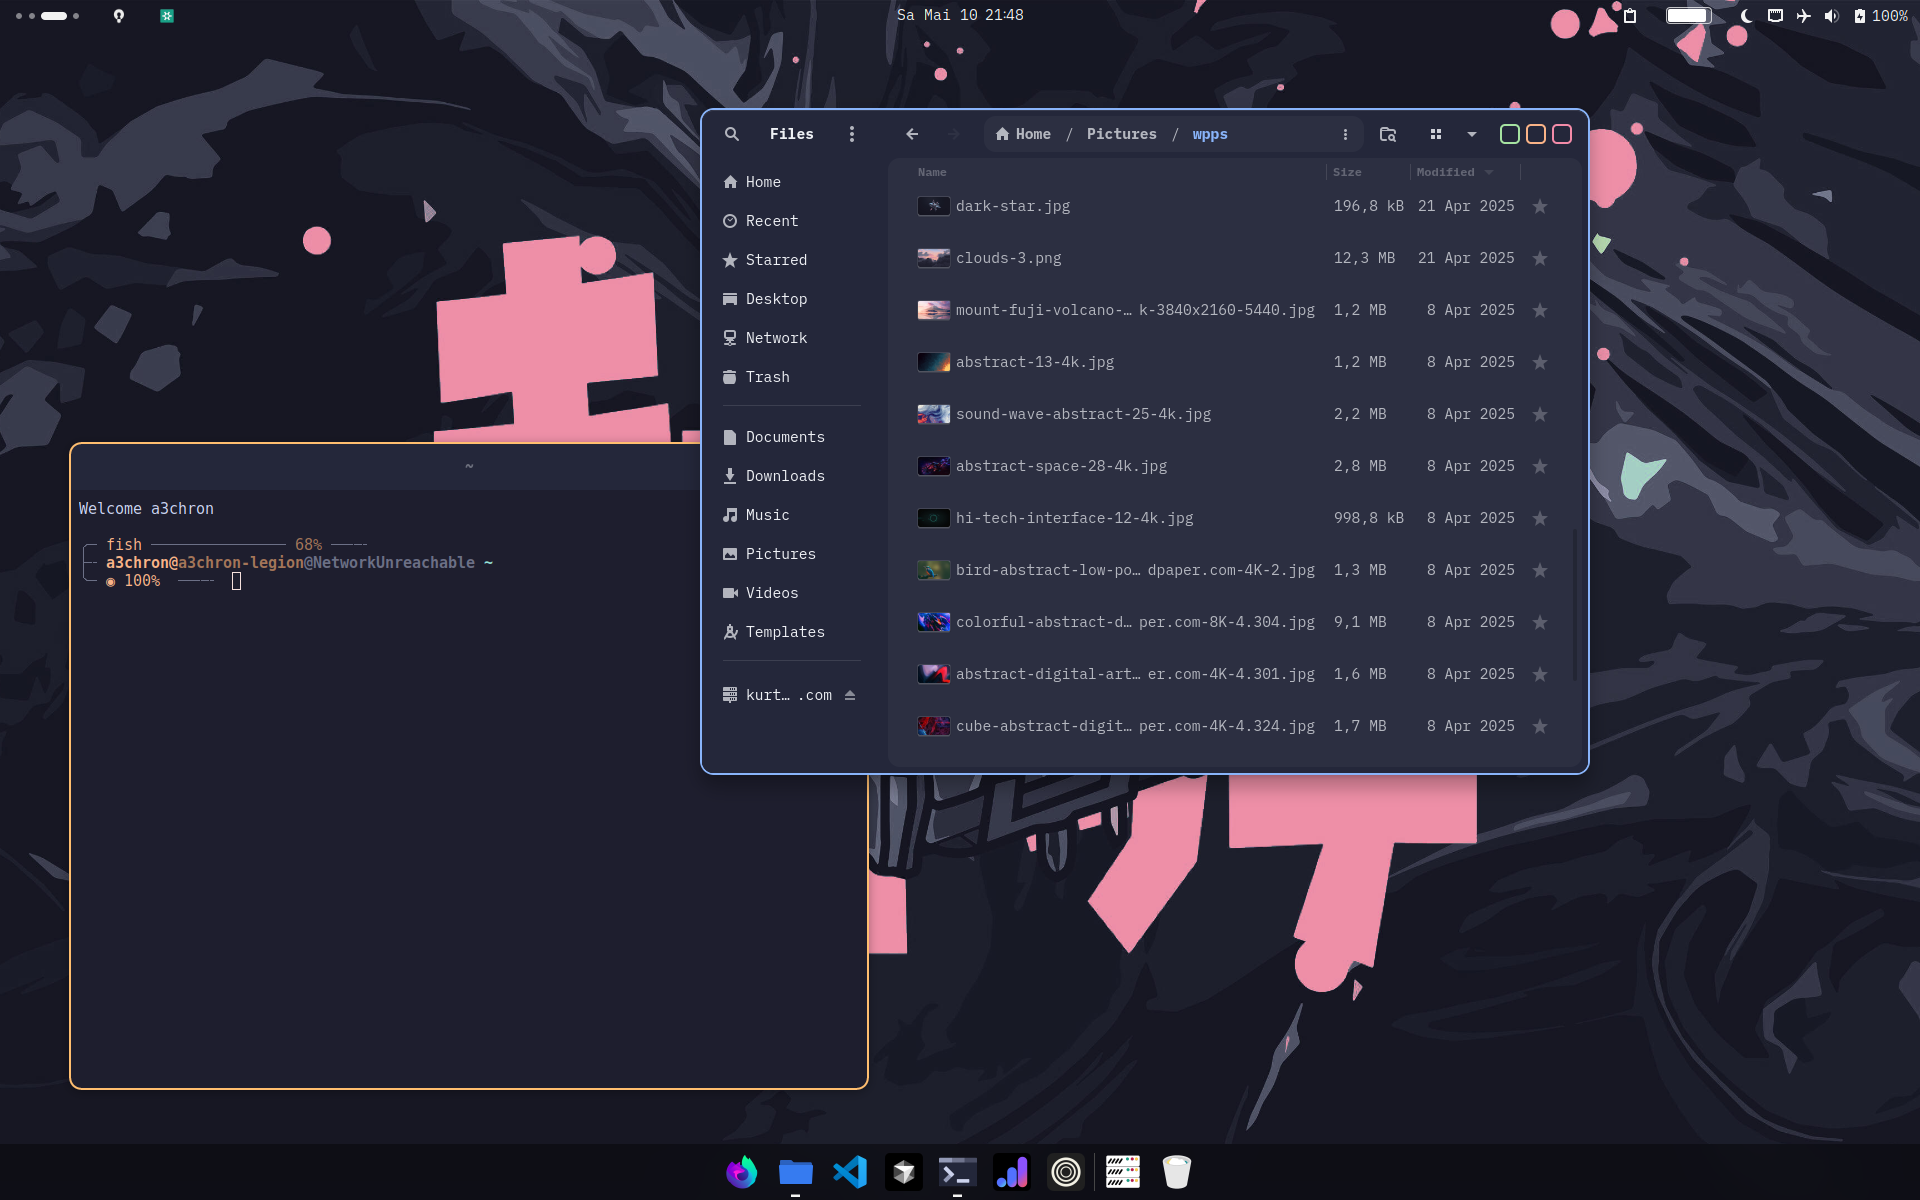 Sa Mai 10 21:48
100%
Files
Home / Pictures / wpps
Home
Recent
Starred
Desktop
Network
Trash
Documents
Downloads
Music
Pictures
Videos
Templates
kurt… .com
Name Size Modified
dark-star.jpg 196,8 kB 21 Apr 2025
clouds-3.png 12,3 MB 21 Apr 2025
mount-fuji-volcano-… k-3840x2160-5440.jpg 1,2 MB 8 Apr 2025
abstract-13-4k.jpg 1,2 MB 8 Apr 2025
sound-wave-abstract-25-4k.jpg 2,2 MB 8 Apr 2025
abstract-space-28-4k.jpg 2,8 MB 8 Apr 2025
hi-tech-interface-12-4k.jpg 998,8 kB 8 Apr 2025
bird-abstract-low-po… dpaper.com-4K-2.jpg 1,3 MB 8 Apr 2025
colorful-abstract-d… per.com-8K-4.304.jpg 9,1 MB 8 Apr 2025
abstract-digital-art… er.com-4K-4.301.jpg 1,6 MB 8 Apr 2025
cube-abstract-digit… per.com-4K-4.324.jpg 1,7 MB 8 Apr 2025
~
Welcome a3chron
fish 68%
a3chron@a3chron-legion@NetworkUnreachable ~
◉ 100%